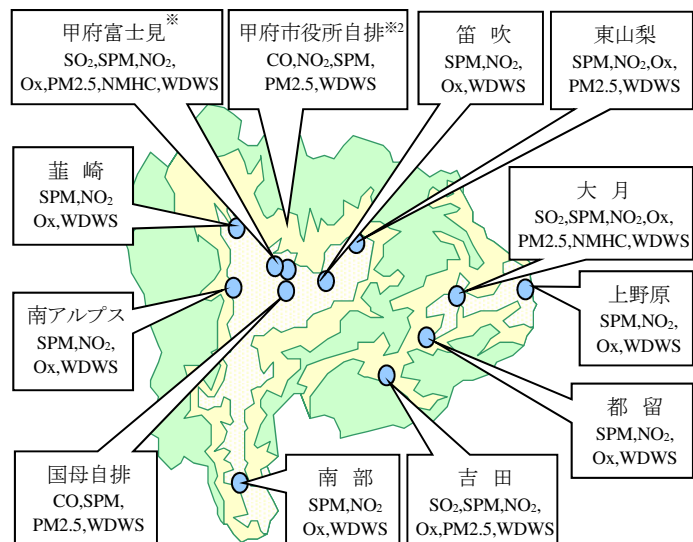 甲府富士見※
SO₂,SPM,NO₂,
Ox,PM2.5,NMHC,WDWS
甲府市役所自排※2
CO,NO₂,SPM,
PM2.5,WDWS
笛 吹
SPM,NO₂,
Ox,WDWS
東山梨
SPM,NO₂,Ox,
PM2.5,WDWS
韮 崎
SPM,NO₂
Ox,WDWS
大 月
SO₂,SPM,NO₂,Ox,
PM2.5,NMHC,WDWS
南アルプス
SPM,NO₂,
Ox,WDWS
上野原
SPM,NO₂,
Ox,WDWS
都 留
SPM,NO₂,
Ox,WDWS
国母自排
CO,SPM,
PM2.5,WDWS
南 部
SPM,NO₂
Ox,WDWS
吉 田
SO₂,SPM,NO₂,
Ox,PM2.5,WDWS